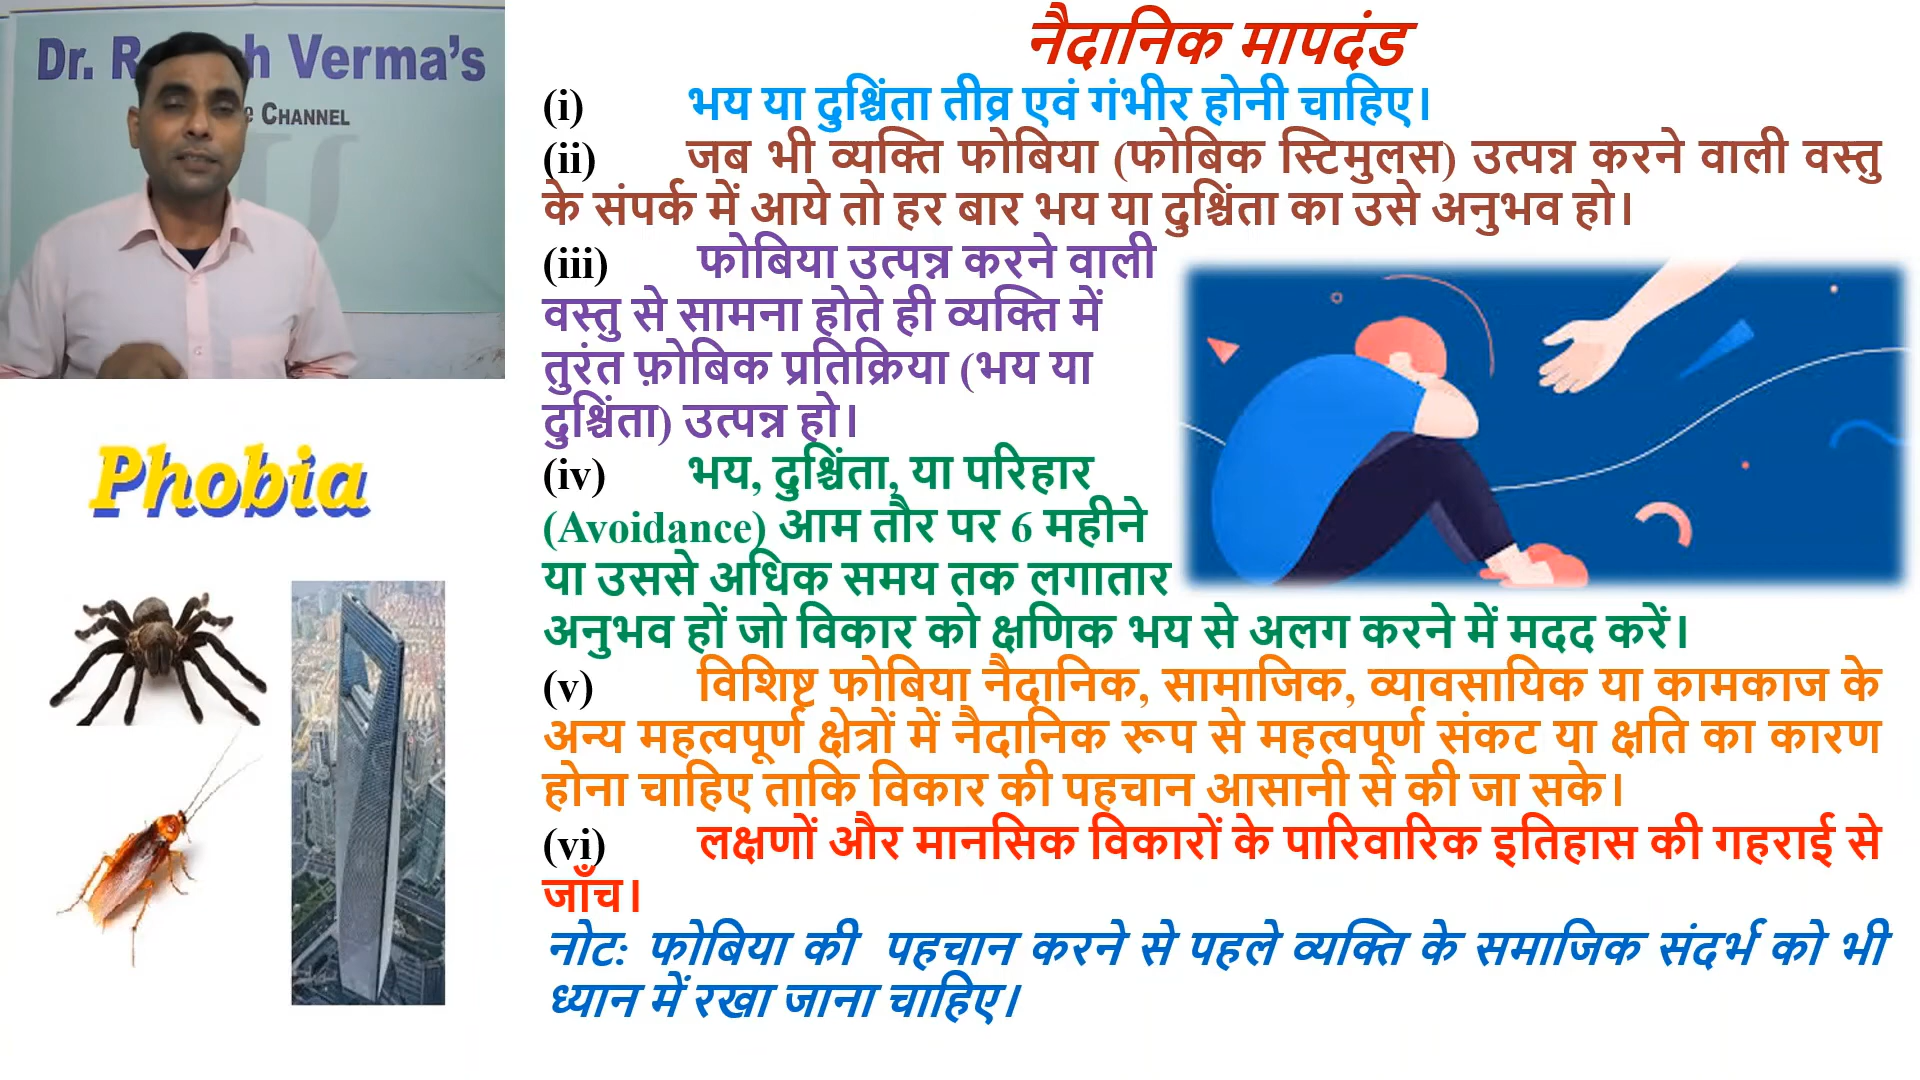 Dr. R h Verma's
CHANNEL
Phobia
नैदानिक मापदंड
(i) भय या दुश्चिंता तीव्र एवं गंभीर होनी चाहिए।
(ii) जब भी व्यक्ति फोबिया (फोबिक स्टिमुलस) उत्पन्न करने वाली वस्तु
के संपर्क में आये तो हर बार भय या दुश्चिंता का उसे अनुभव हो।
(iii) फोबिया उत्पन्न करने वाली
वस्तु से सामना होते ही व्यक्ति में
तुरंत फ़ोबिक प्रतिक्रिया (भय या
दुश्चिंता) उत्पन्न हो।
(iv) भय, दुश्चिंता, या परिहार
(Avoidance) आम तौर पर 6 महीने
या उससे अधिक समय तक लगातार
अनुभव हों जो विकार को क्षणिक भय से अलग करने में मदद करें।
(v) विशिष्ट फोबिया नैदानिक, सामाजिक, व्यावसायिक या कामकाज के
अन्य महत्वपूर्ण क्षेत्रों में नैदानिक रूप से महत्वपूर्ण संकट या क्षति का कारण
होना चाहिए ताकि विकार की पहचान आसानी से की जा सके।
(vi) लक्षणों और मानसिक विकारों के पारिवारिक इतिहास की गहराई से
जाँच।
नोटः फोबिया की पहचान करने से पहले व्यक्ति के समाजिक संदर्भ को भी
ध्यान में रखा जाना चाहिए।